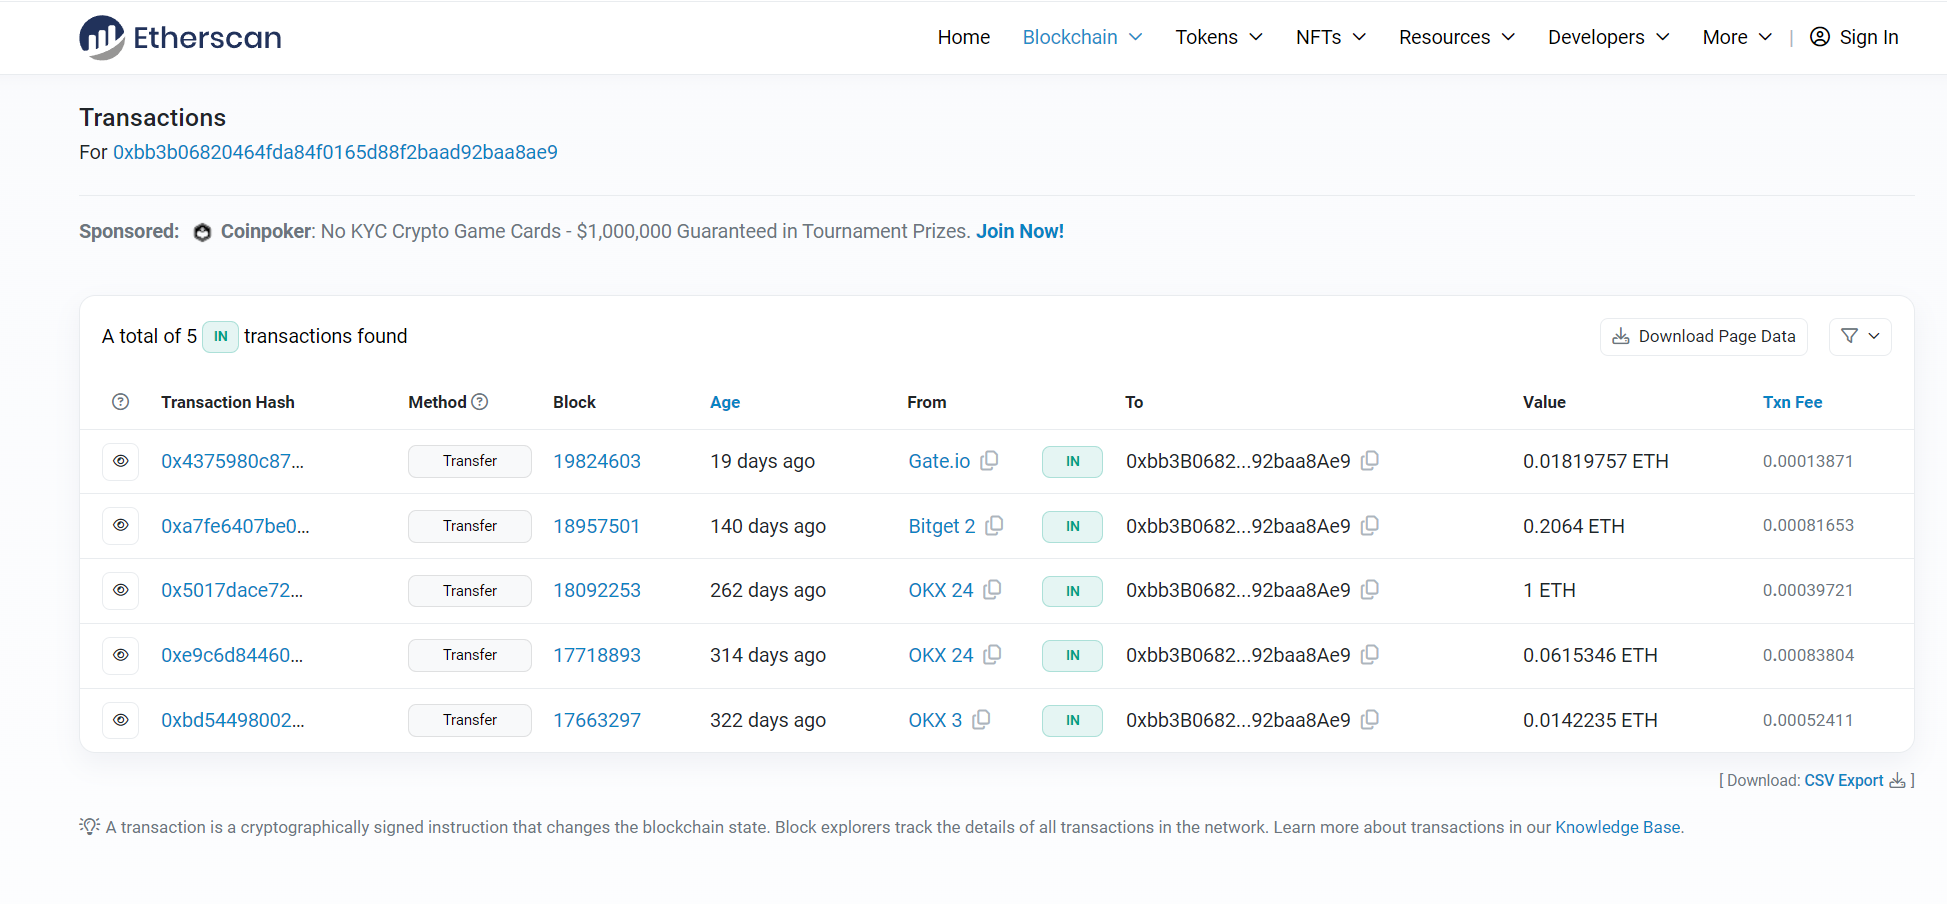 Etherscan
Home Blockchain Tokens NFTs Resources Developers More | Sign In
Transactions
For 0xbb3b06820464fda84f0165d88f2baad92baa8ae9
Sponsored: Coinpoker: No KYC Crypto Game Cards - $1,000,000 Guaranteed in Tournament Prizes. Join Now!
A total of 5 IN transactions found Download Page Data
Transaction Hash Method Block Age From To Value Txn Fee
0x4375980c87... Transfer 19824603 19 days ago Gate.io IN 0xbb3B0682...92baa8Ae9 0.01819757 ETH 0.00013871
0xa7fe6407be0... Transfer 18957501 140 days ago Bitget 2 IN 0xbb3B0682...92baa8Ae9 0.2064 ETH 0.00081653
0x5017dace72... Transfer 18092253 262 days ago OKX 24 IN 0xbb3B0682...92baa8Ae9 1 ETH 0.00039721
0xe9c6d84460... Transfer 17718893 314 days ago OKX 24 IN 0xbb3B0682...92baa8Ae9 0.0615346 ETH 0.00083804
0xbd54498002... Transfer 17663297 322 days ago OKX 3 IN 0xbb3B0682...92baa8Ae9 0.0142235 ETH 0.00052411
[ Download: CSV Export ]
A transaction is a cryptographically signed instruction that changes the blockchain state. Block explorers track the details of all transactions in the network. Learn more about transactions in our Knowledge Base.